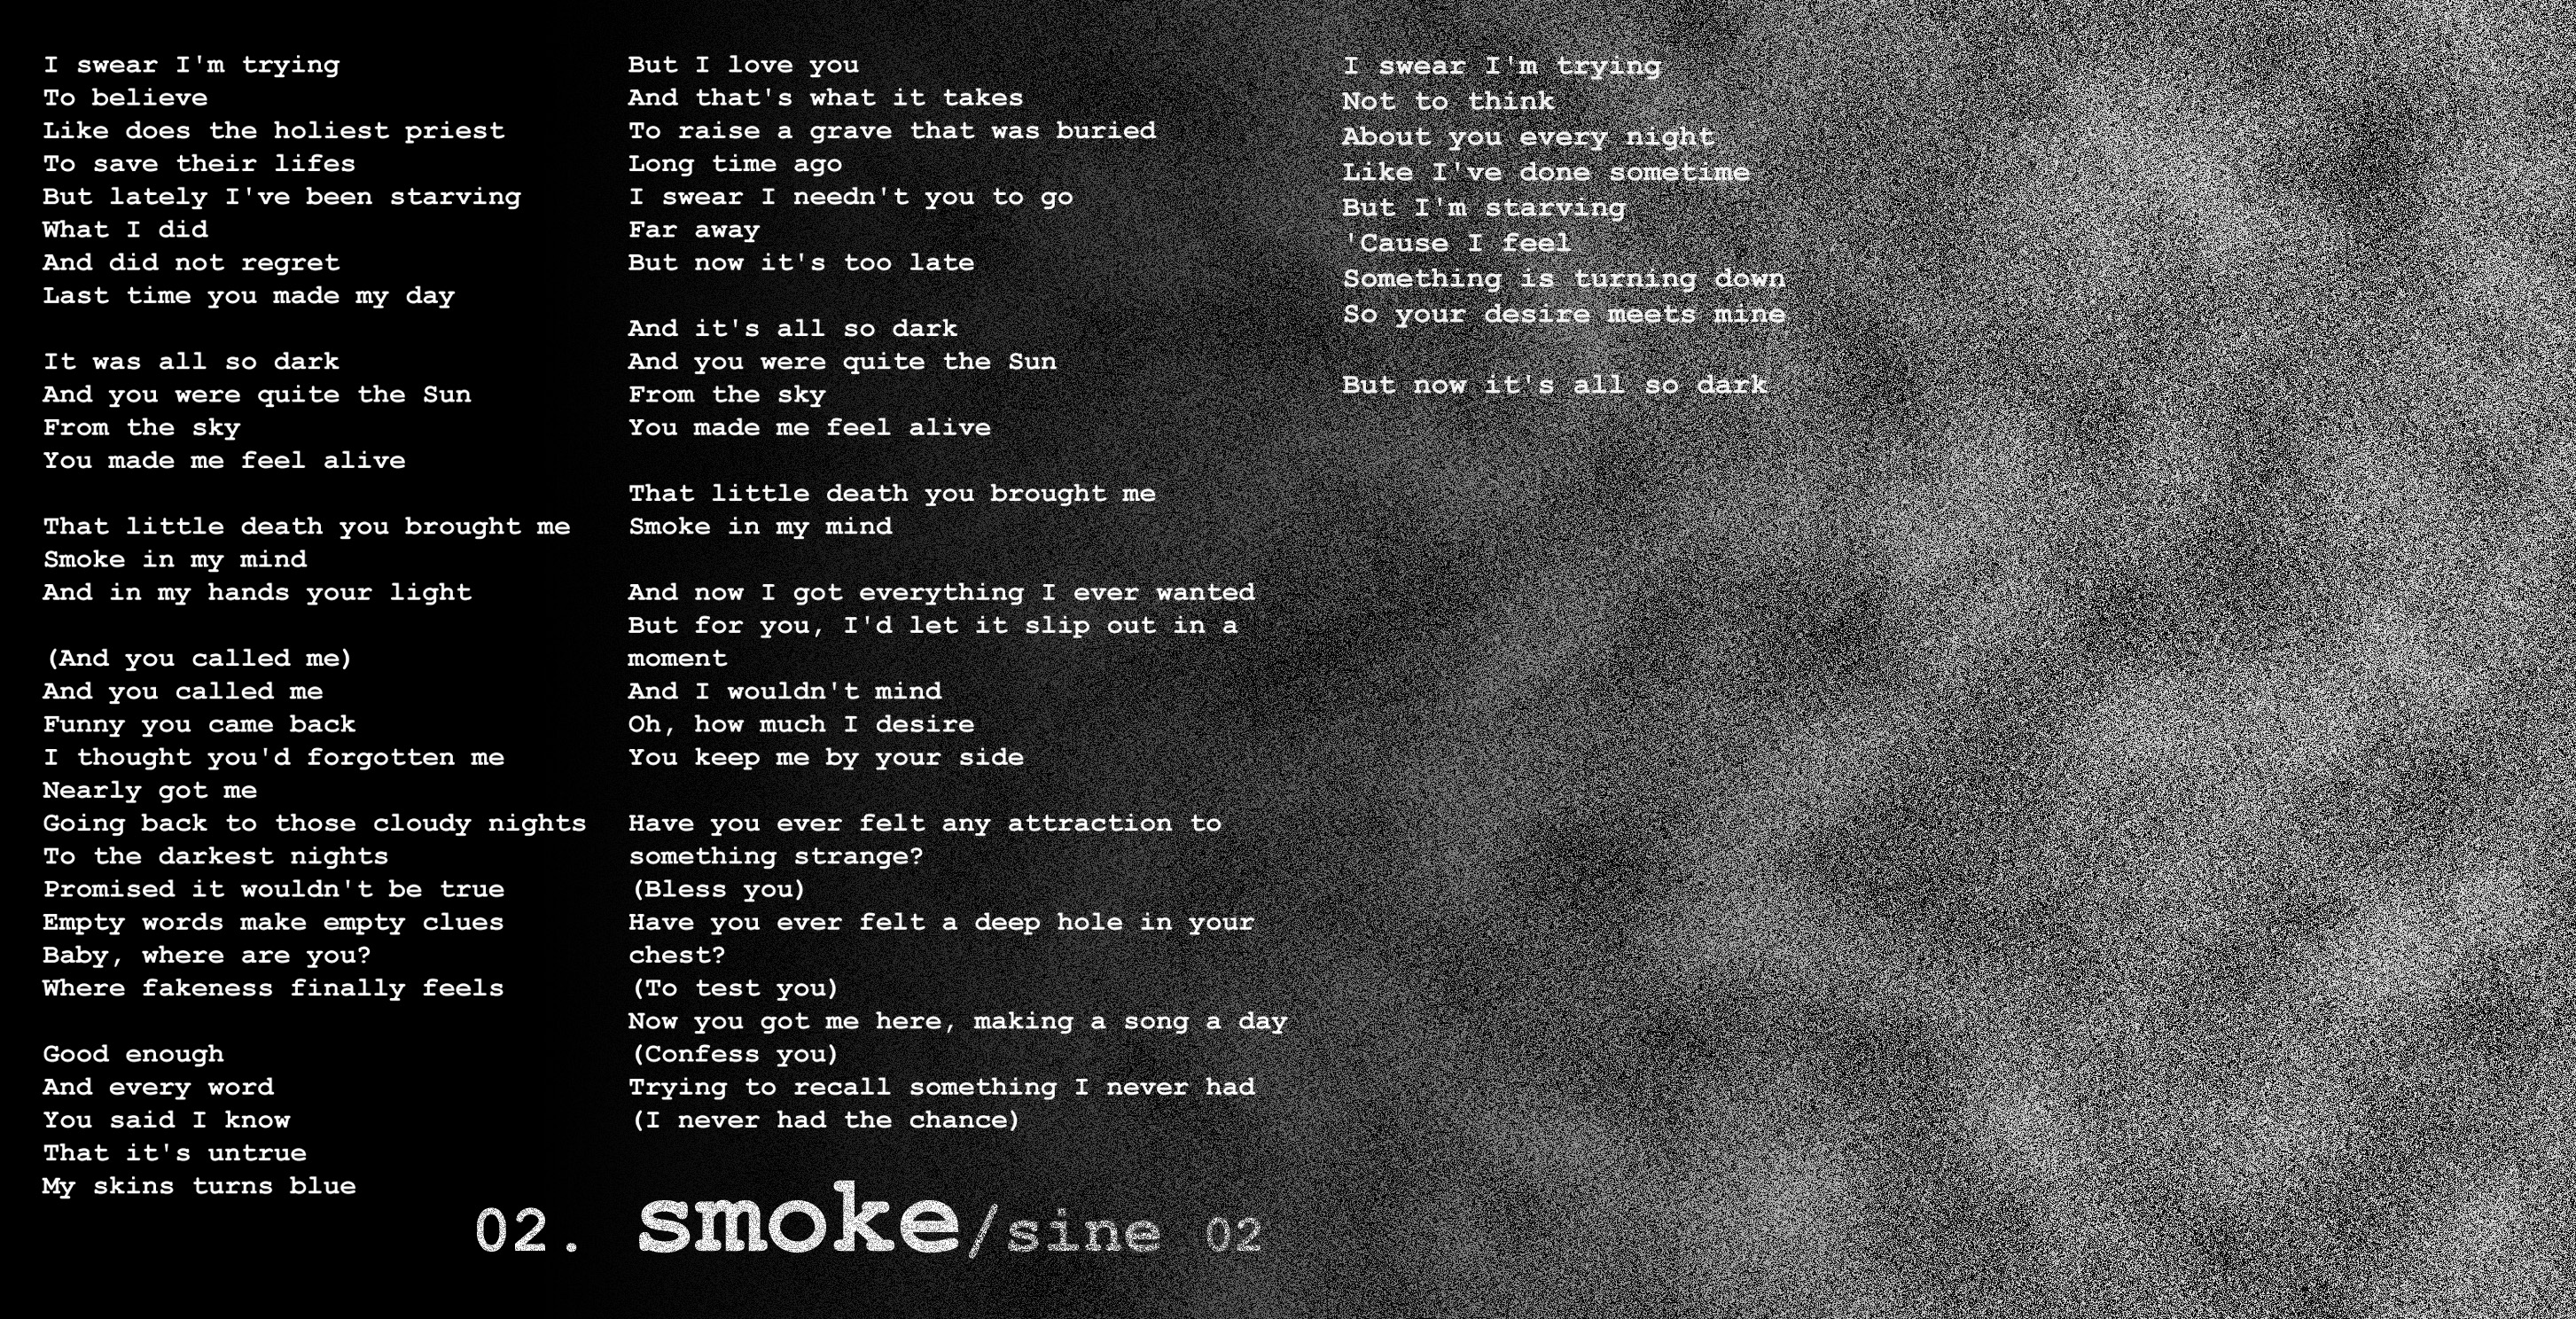 I swear I'm trying
To believe
Like does the holiest priest
To save their lifes
But lately I've been starving
What I did
And did not regret
Last time you made my day
It was all so dark
And you were quite the Sun
From the sky
You made me feel alive
That little death you brought me
Smoke in my mind
And in my hands your light
(And you called me)
And you called me
Funny you came back
I thought you'd forgotten me
Nearly got me
Going back to those cloudy nights
To the darkest nights
Promised it wouldn't be true
Empty words make empty clues
Baby, where are you?
Where fakeness finally feels
Good enough
And every word
You said I know
That it's untrue
My skins turns blue
But I love you
And that's what it takes
To raise a grave that was buried
Long time ago
I swear I needn't you to go
Far away
But now it's too late
And it's all so dark
And you were quite the Sun
From the sky
You made me feel alive
That little death you brought me
Smoke in my mind
And now I got everything I ever wanted
But for you, I'd let it slip out in a
moment
And I wouldn't mind
Oh, how much I desire
You keep me by your side
Have you ever felt any attraction to
something strange?
(Bless you)
Have you ever felt a deep hole in your
chest?
(To test you)
Now you got me here, making a song a day
(Confess you)
Trying to recall something I never had
(I never had the chance)
I swear I'm trying
Not to think
About you every night
Like I've done sometime
But I'm starving
'Cause I feel
Something is turning down
So your desire meets mine
But now it's all so dark
02. smoke/sine 02